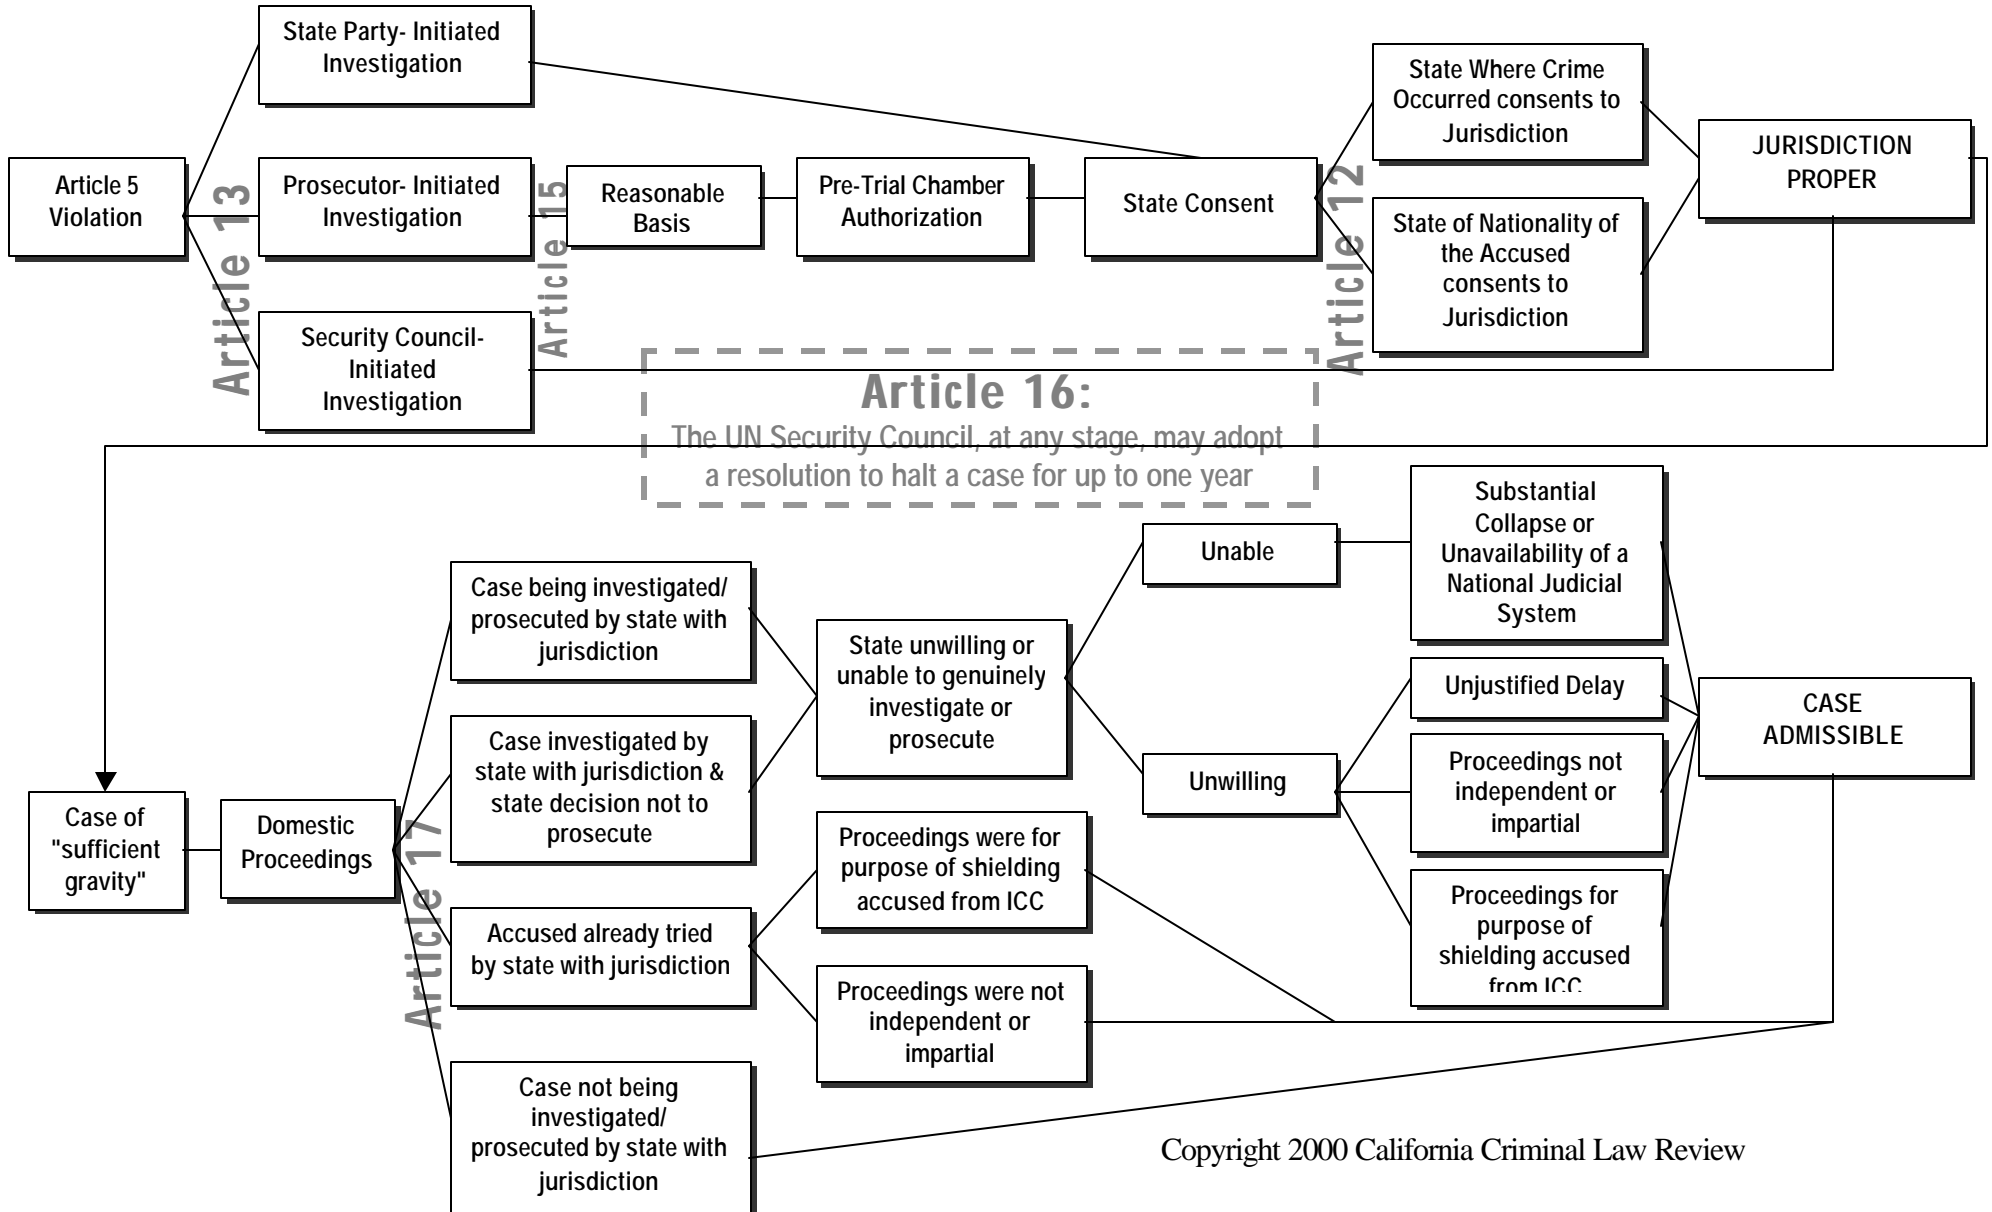 State Party- Initiated
Investigation
State Where Crime
Occurred consents to
Jurisdiction
JURISDICTION
PROPER
Article 5
Violation
Article 13
Prosecutor- Initiated
Investigation
Article 15
Reasonable
Basis
Pre-Trial Chamber
Authorization
State Consent
Article 12
State of Nationality of
the Accused
consents to
Jurisdiction
Security Council-
Initiated
Investigation
Article 16:
The UN Security Council, at any stage, may adopt
a resolution to halt a case for up to one year
Case of
"sufficient
gravity"
Domestic
Proceedings
Article 17
Case being investigated/
prosecuted by state with
jurisdiction
Case investigated by
state with jurisdiction &
state decision not to
prosecute
Accused already tried
by state with jurisdiction
Case not being
investigated/
prosecuted by state with
jurisdiction
State unwilling or
unable to genuinely
investigate or
prosecute
Proceedings were for
purpose of shielding
accused from ICC
Proceedings were not
independent or
impartial
Unable
Unwilling
Substantial
Collapse or
Unavailability of a
National Judicial
System
Unjustified Delay
Proceedings not
independent or
impartial
Proceedings for
purpose of
shielding accused
from ICC
CASE
ADMISSIBLE
Copyright 2000 California Criminal Law Review